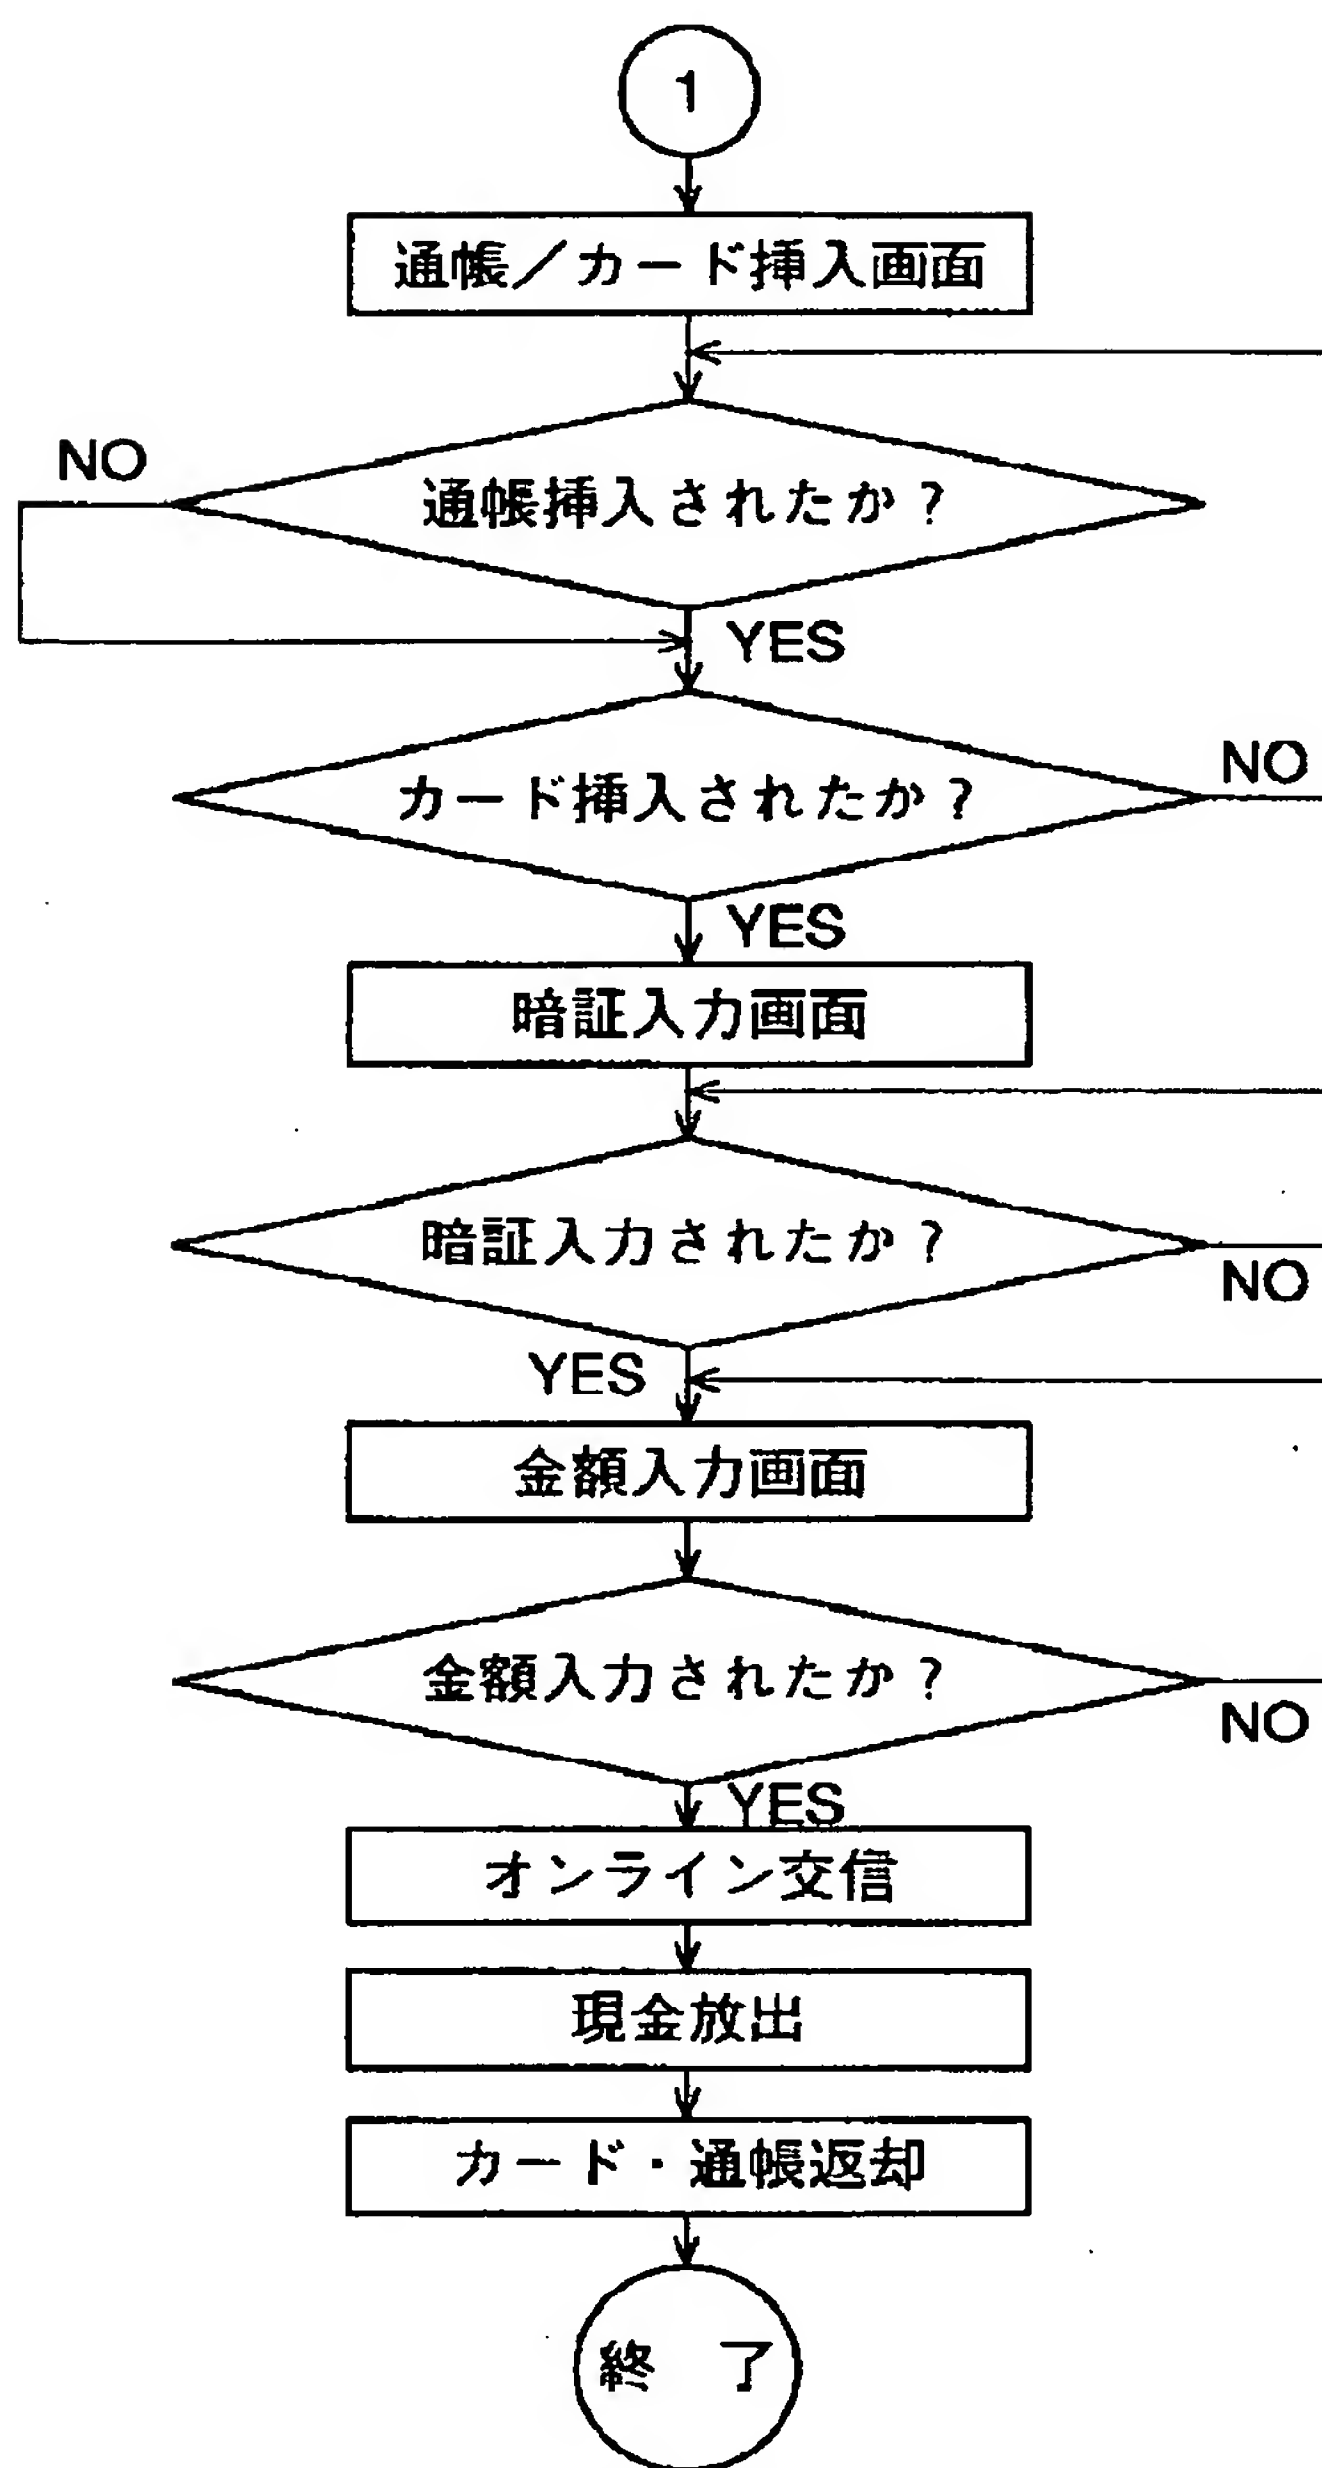 1
通帳／カード挿入画面
NO
通帳挿入されたか？
YES
NO
カード挿入されたか？
YES
暗証入力画面
暗証入力されたか？
NO
YES
金額入力画面
金額入力されたか？
NO
YES
オンライン交信
現金放出
カード・通帳返却
終 了